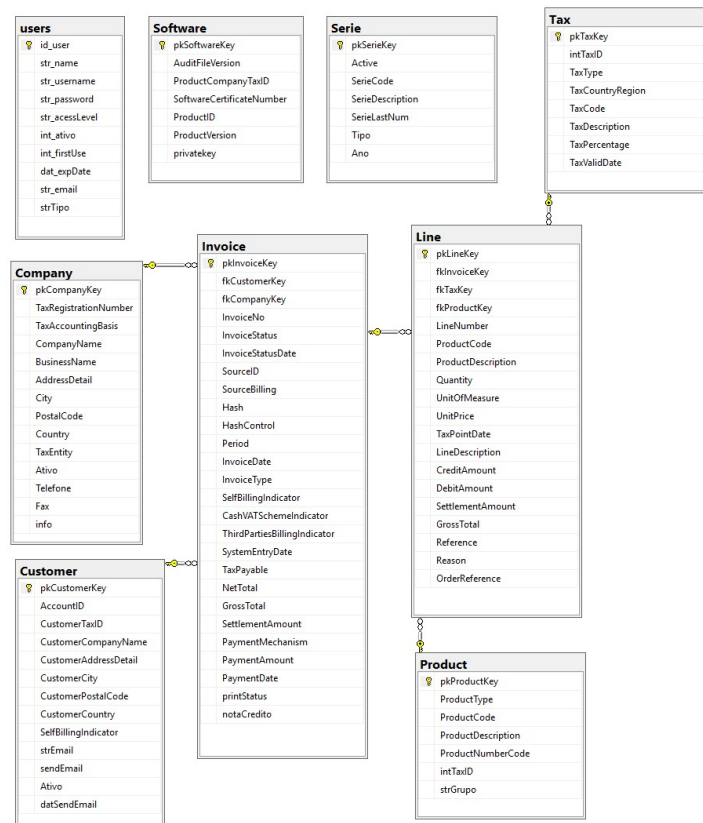 users
id_user
str_name
str_username
str_password
str_acessLevel
int_ativo
int_firstUse
dat_expDate
str_email
strTipo
Software
pkSoftwareKey
AuditFileVersion
ProductCompanyTaxID
SoftwareCertificateNumber
ProductID
ProductVersion
privatekey
Serie
pkSerieKey
Active
SerieCode
SerieDescription
SerieLastNum
Tipo
Ano
Tax
pkTaxKey
intTaxID
TaxType
TaxCountryRegion
TaxCode
TaxDescription
TaxPercentage
TaxValidDate
Company
pkCompanyKey
TaxRegistrationNumber
TaxAccountingBasis
CompanyName
BusinessName
AddressDetail
City
PostalCode
Country
TaxEntity
Ativo
Telefone
Fax
info
Invoice
pkInvoiceKey
fkCustomerKey
fkCompanyKey
InvoiceNo
InvoiceStatus
InvoiceStatusDate
SourceID
SourceBilling
Hash
HashControl
Period
InvoiceDate
InvoiceType
SelfBillingIndicator
CashVATSchemeIndicator
ThirdPartiesBillingIndicator
SystemEntryDate
TaxPayable
NetTotal
GrossTotal
SettlementAmount
PaymentMechanism
PaymentAmount
PaymentDate
printStatus
notaCredito
Line
pkLineKey
fkInvoiceKey
fkTaxKey
fkProductKey
LineNumber
ProductCode
ProductDescription
Quantity
UnitOfMeasure
UnitPrice
TaxPointDate
LineDescription
CreditAmount
DebitAmount
SettlementAmount
GrossTotal
Reference
Reason
OrderReference
Customer
pkCustomerKey
AccountID
CustomerTaxID
CustomerCompanyName
CustomerAddressDetail
CustomerCity
CustomerPostalCode
CustomerCountry
SelfBillingIndicator
strEmail
sendEmail
Ativo
datSendEmail
Product
pkProductKey
ProductType
ProductCode
ProductDescription
ProductNumberCode
intTaxID
strGrupo